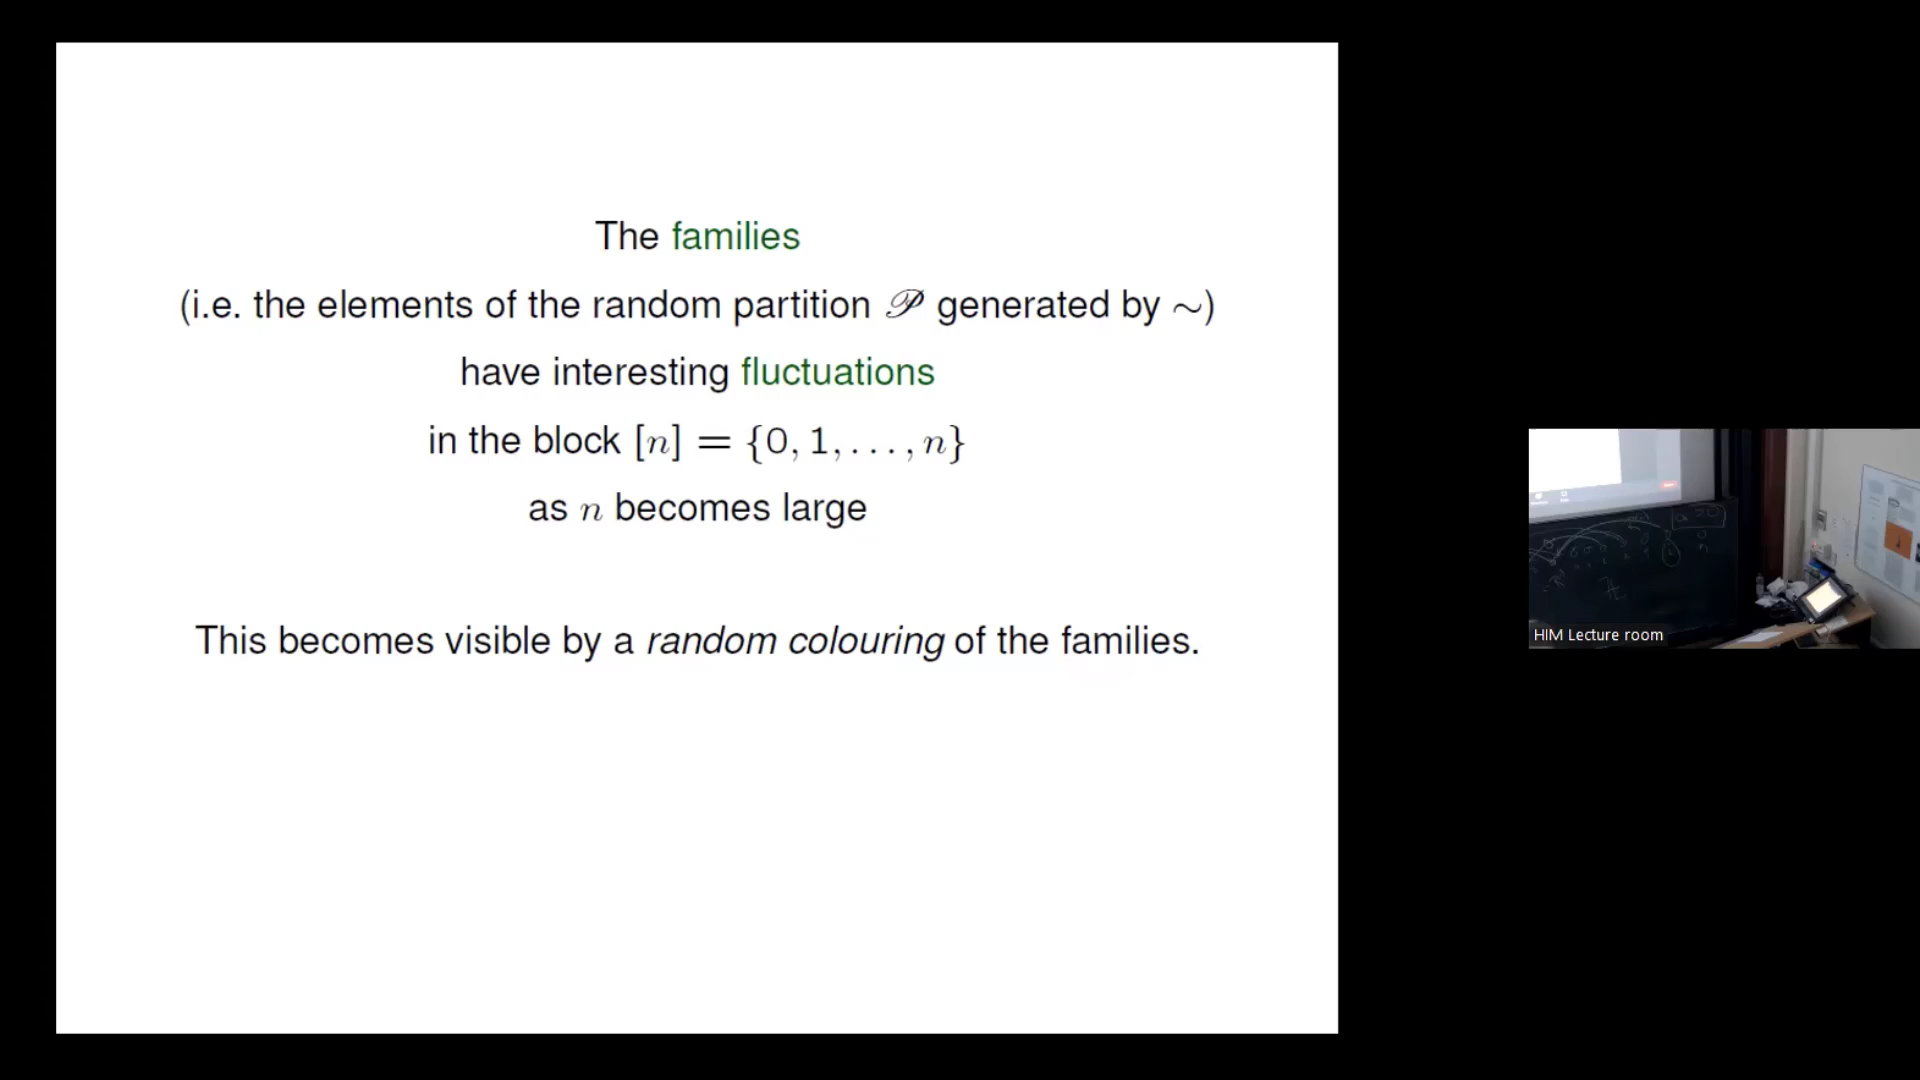 The families
(i.e. the elements of the random partition 𝒫 generated by ∼)
have interesting fluctuations
in the block [n] = {0, 1, . . . , n}
as n becomes large
This becomes visible by a random colouring of the families.
HIM Lecture room